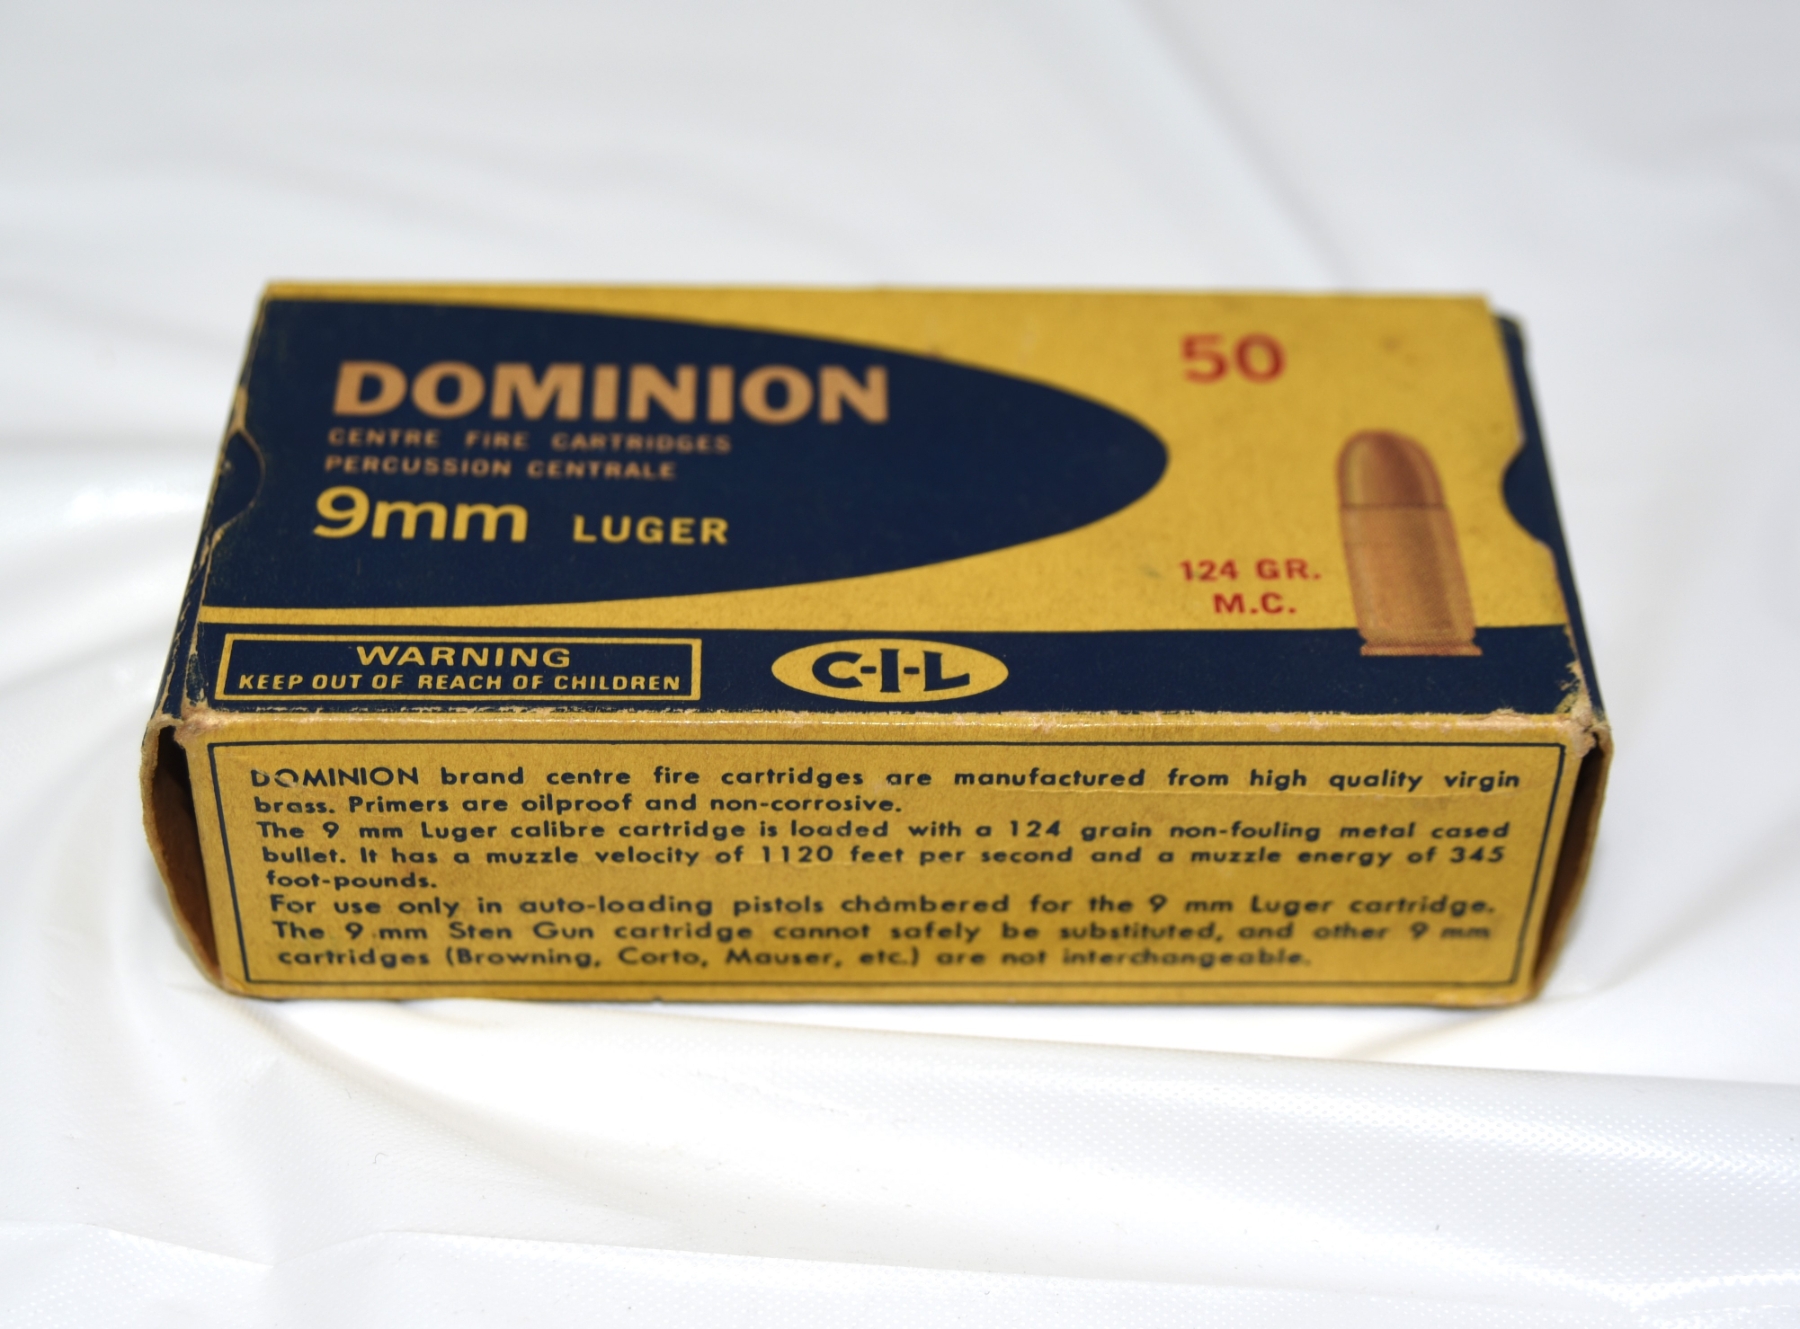 DOMINION
CENTRE FIRE CARTRIDGES
PERCUSSION CENTRALE
9mm LUGER
50
124 GR.
M.C.
WARNING
KEEP OUT OF REACH OF CHILDREN
C-I-L
DOMINION brand centre fire cartridges are manufactured from high quality virgin
brass. Primers are oilproof and non-corrosive.
The 9 mm Luger calibre cartridge is loaded with a 124 grain non-fouling metal cased
bullet. It has a muzzle velocity of 1120 feet per second and a muzzle energy of 345
foot-pounds.
For use only in auto-loading pistols chambered for the 9 mm Luger cartridge.
The 9 mm Sten Gun cartridge cannot safely be substituted, and other 9 mm
cartridges (Browning, Corto, Mauser, etc.) are not interchangeable.